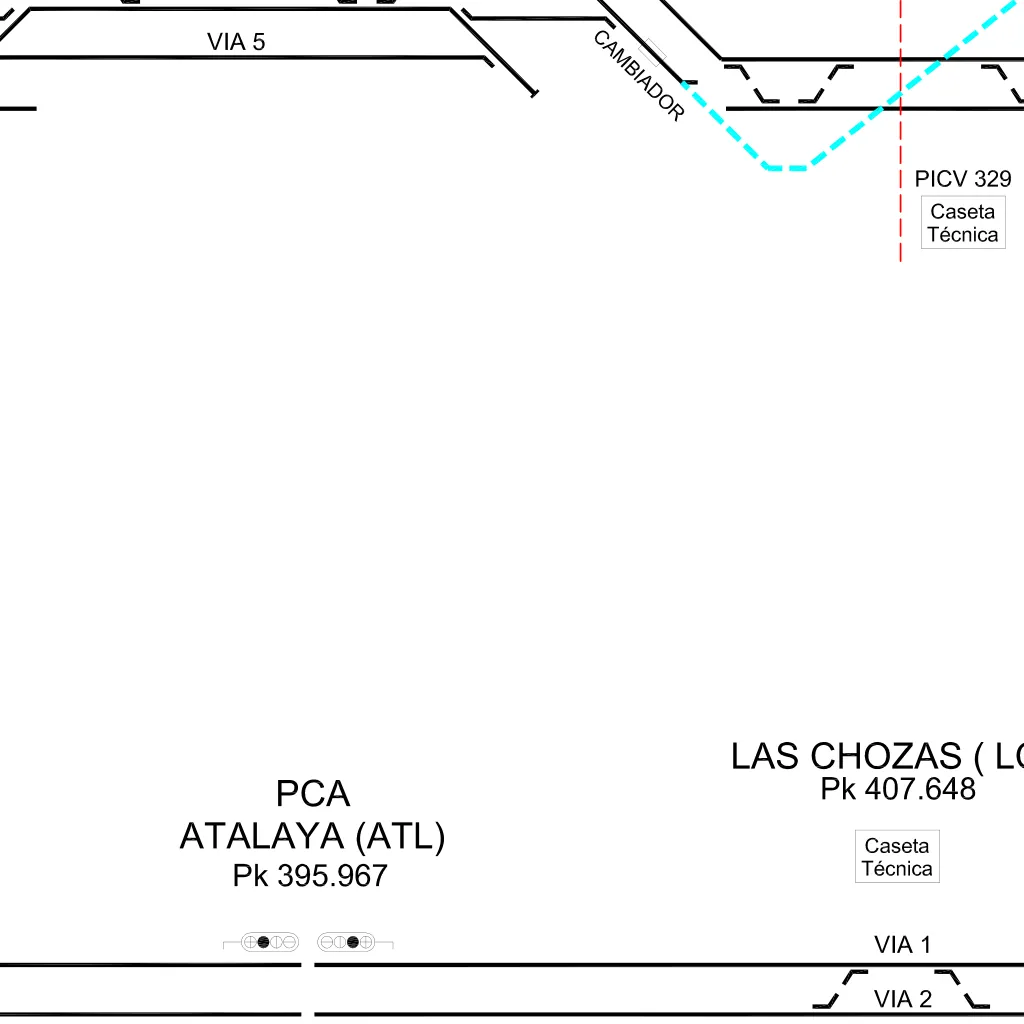 VIA 5
CAMBIADOR
PICV 329
Caseta
Técnica
LAS CHOZAS ( LO
Pk 407.648
PCA
ATALAYA (ATL)
Pk 395.967
Caseta
Técnica
VIA 1
VIA 2